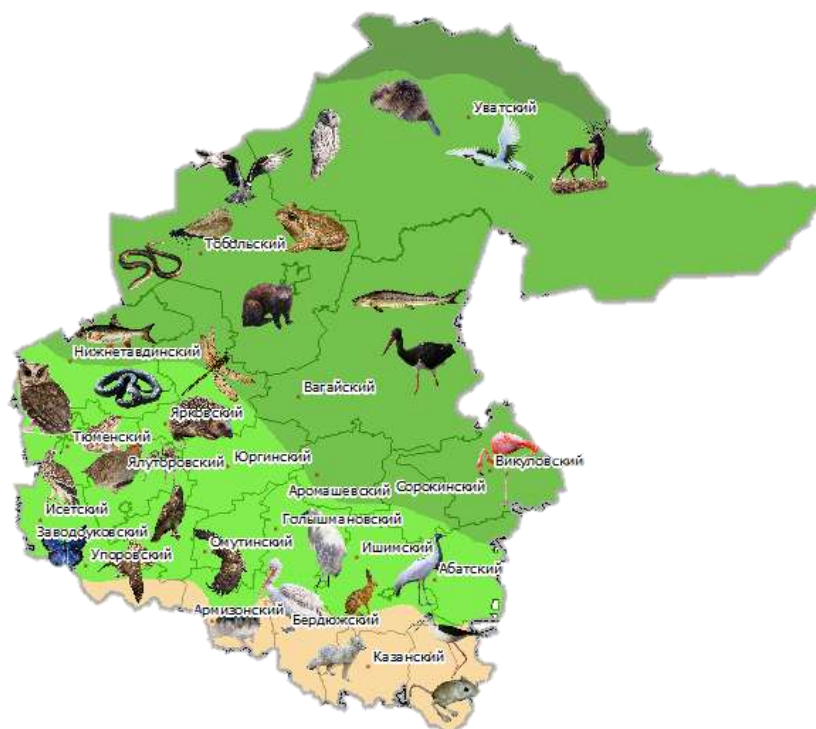 Уватский
Тобольский
Нижнетавдинский
Вагайский
Ярковский
Тюменский
Ялуторовский
Юргинский
Викуловский
Сорокинский
Аромашевский
Исетский
Голышмановский
Заводоуковский
Омутинский
Ишимский
Упоровский
Абатский
Армизонский
Бердюжский
Казанский